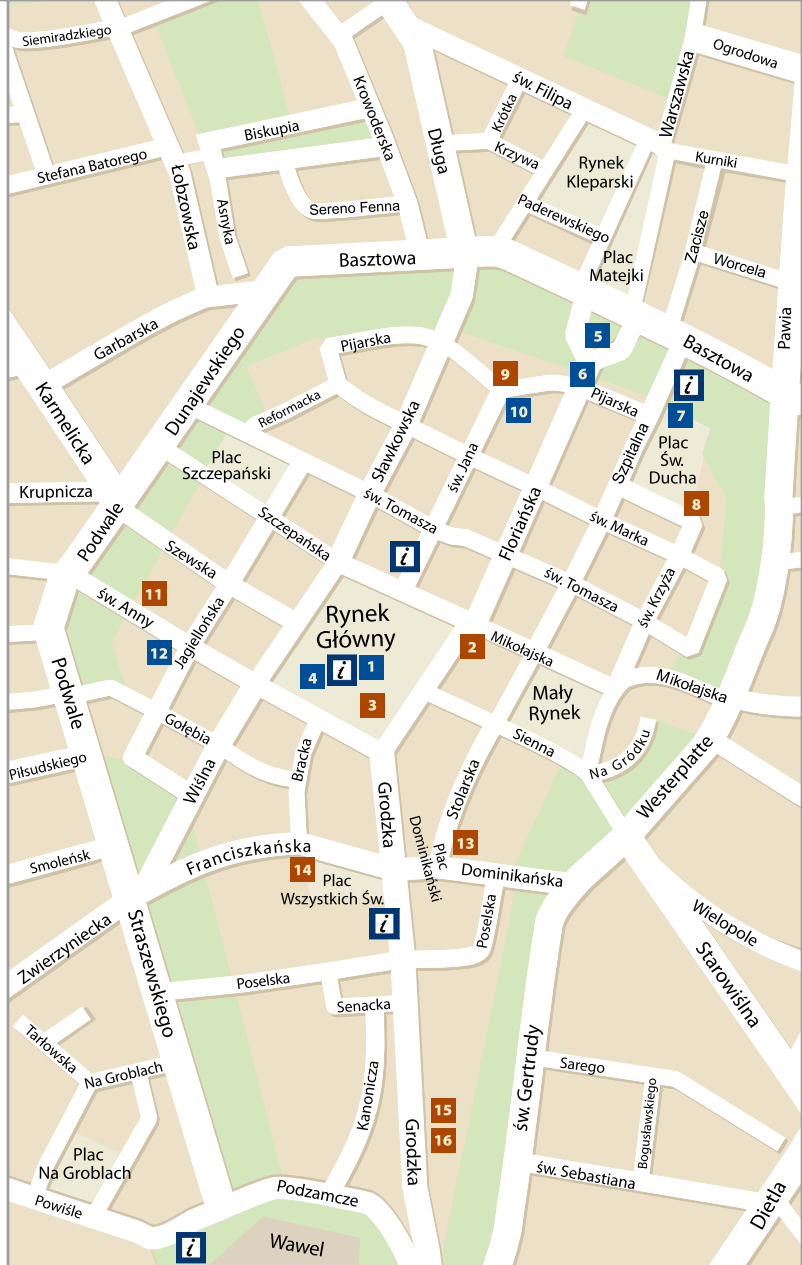 Siemiradzkiego
Ogrodowa
św. Filipa
Warszawska
Krowoderska
Krótka
Biskupia
Długa
Krzywa
Rynek
Kleparski
Kurniki
Stefana Batorego
Łobzowska
Asnyka
Sereno Fenna
Paderewskiego
Zacisze
Basztowa
Plac
Matejki
Worcela
Pawia
Garbarska
Dunajewskiego
Pijarska
5
Basztowa
Karmelicka
9
6
i
Reformacka
10
Pijarska
7
Sławkowska
św. Jana
Szpitalna
Plac
Św.
Ducha
Plac
Szczepański
Krupnicza
św. Tomasza
Floriańska
8
Podwale
Szczepańska
św. Marka
Szewska
i
św. Tomasza
11
św. Anny
Jagiellońska
św. Krzyża
Rynek
Główny
12
2
Mikołajska
4
i
1
3
Podwale
Mikołajska
Mały
Rynek
Gołębia
Sienna
Na Gródku
Bracka
Piłsudskiego
Wiślna
Grodzka
Stolarska
Westerplatte
Plac
Dominikański
13
Smoleńsk
Franciszkańska
14
Dominikańska
Plac
Wszystkich Św.
i
Poselska
Zwierzyniecka
Wielopole
Starowiślna
Straszewskiego
Poselska
Senacka
Tarłowska
Na Groblach
Kanonicza
św. Gertrudy
Sarego
Bogusławskiego
15
16
Grodzka
Plac
Na Groblach
św. Sebastiana
Powiśle
Podzamcze
Dietla
i
Wawel